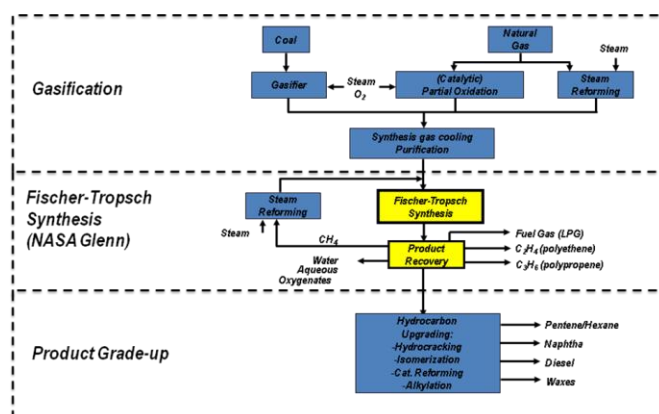 Coal
Natural
Gas
Steam
Gasification
Gasifier
Steam
O2
(Catalytic)
Partial Oxidation
Steam
Reforming
Synthesis gas cooling
Purification
Fischer-Tropsch
Synthesis
(NASA Glenn)
Steam
Reforming
Steam
CH4
Fischer-Tropsch
Synthesis
Product
Recovery
Fuel Gas (LPG)
C2H4 (polyethene)
C3H6 (polypropene)
Water
Aqueous
Oxygenates
Product Grade-up
Hydrocarbon
Upgrading:
-Hydrocracking
-Isomerization
-Cat. Reforming
-Alkylation
Pentene/Hexane
Naphtha
Diesel
Waxes